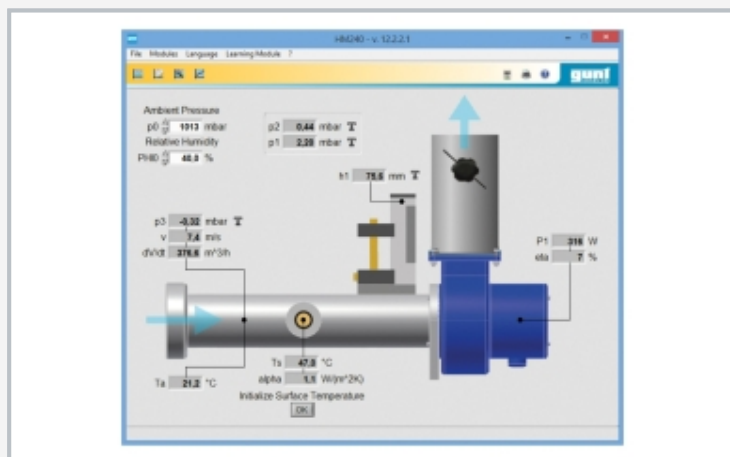 HM240 - v. 12.2.2.1
File Modules Language Learning Module ?
gunt
Ambient Pressure
p0 1013 mbar
Relative Humidity
PHI0 40,0 %
p2 0,44 mbar
p1 2,28 mbar
h1 75,6 mm
p3 -0,32 mbar
v 7,4 m/s
dV/dt 376,6 m^3/h
P1 316 W
eta 7 %
Ts 47,0 °C
alpha 1,1 W/(m^2K)
Ta 21,2 °C
Initialize Surface Temperature
OK